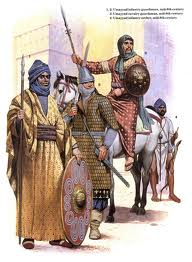 1, 2 Umayyad infantry guardsmen, mid-8th century
3 Umayyad cavalry guardsman, mid-8th century
4 Umayyad infantry archer, mid-8th century